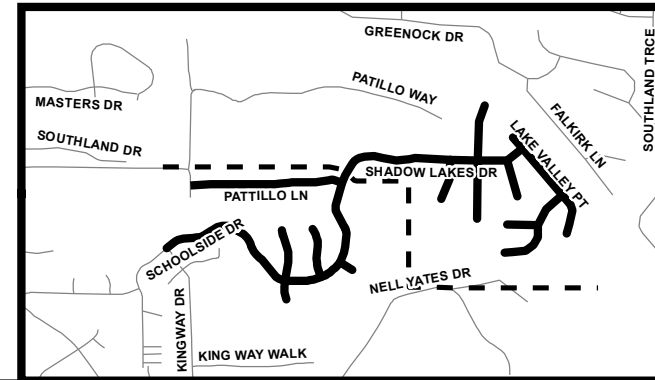 GREENOCK DR
SOUTHLAND TRCE
PATILLO WAY
MASTERS DR
FALKIRK LN
LAKE VALLEY PT
SOUTHLAND DR
SHADOW LAKES DR
PATTILLO LN
SCHOOLSIDE DR
NELL YATES DR
KINGWAY DR
KING WAY WALK